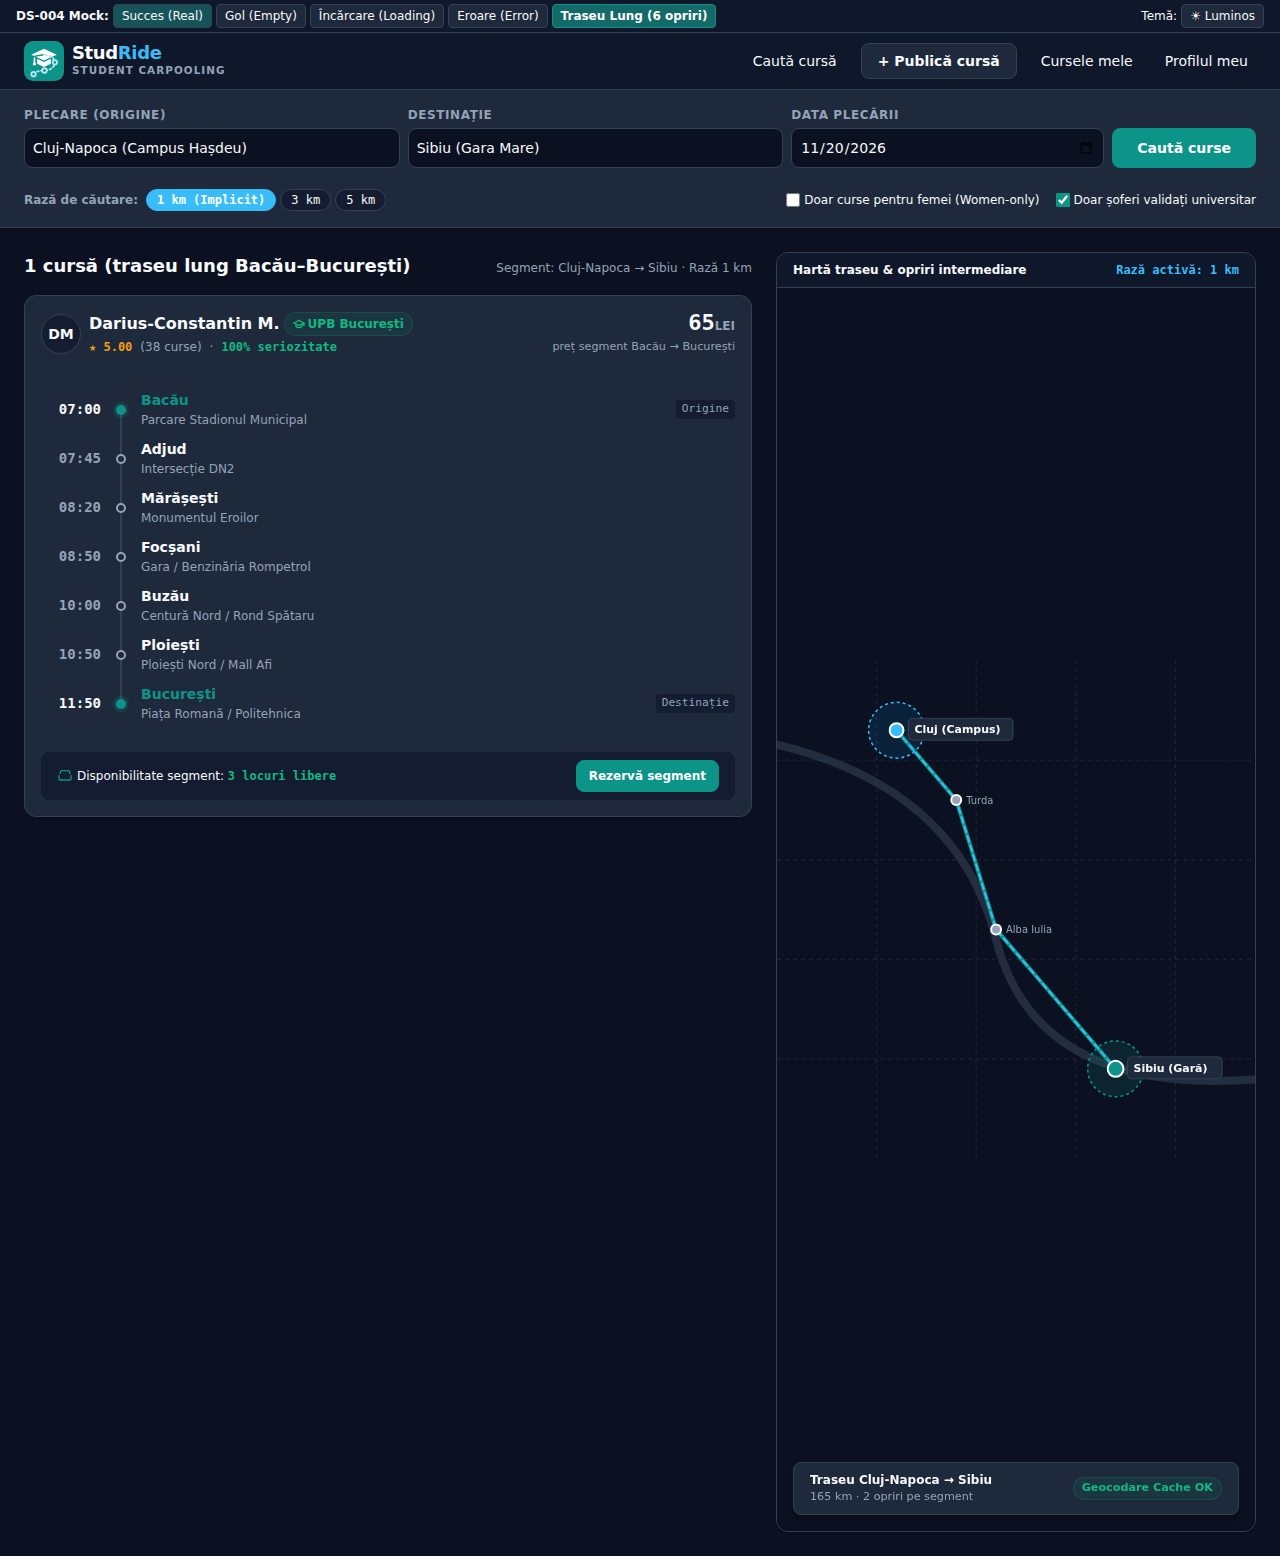 DS-004 Mock: Succes (Real) Gol (Empty) Încărcare (Loading) Eroare (Error) Traseu Lung (6 opriri) Temă: ☀ Luminos
StudRide
STUDENT CARPOOLING
Caută cursă + Publică cursă Cursele mele Profilul meu
PLECARE (ORIGINE) DESTINAȚIE DATA PLECĂRII
Cluj-Napoca (Campus Hașdeu) Sibiu (Gara Mare) 11/20/2026 Caută curse
Rază de căutare: 1 km (Implicit) 3 km 5 km Doar curse pentru femei (Women-only) Doar șoferi validați universitar
1 cursă (traseu lung Bacău–București) Segment: Cluj-Napoca → Sibiu · Rază 1 km
DM Darius-Constantin M. UPB București 65 LEI
★ 5.00 (38 curse) · 100% seriozitate preț segment Bacău → București
07:00 Bacău Origine
Parcare Stadionul Municipal
07:45 Adjud
Intersecție DN2
08:20 Mărășești
Monumentul Eroilor
08:50 Focșani
Gara / Benzinăria Rompetrol
10:00 Buzău
Centură Nord / Rond Spătaru
10:50 Ploiești
Ploiești Nord / Mall Afi
11:50 București Destinație
Piața Romană / Politehnica
Disponibilitate segment: 3 locuri libere Rezervă segment
Hartă traseu & opriri intermediare Rază activă: 1 km
Cluj (Campus)
Turda
Alba Iulia
Sibiu (Gară)
Traseu Cluj-Napoca → Sibiu
165 km · 2 opriri pe segment
Geocodare Cache OK